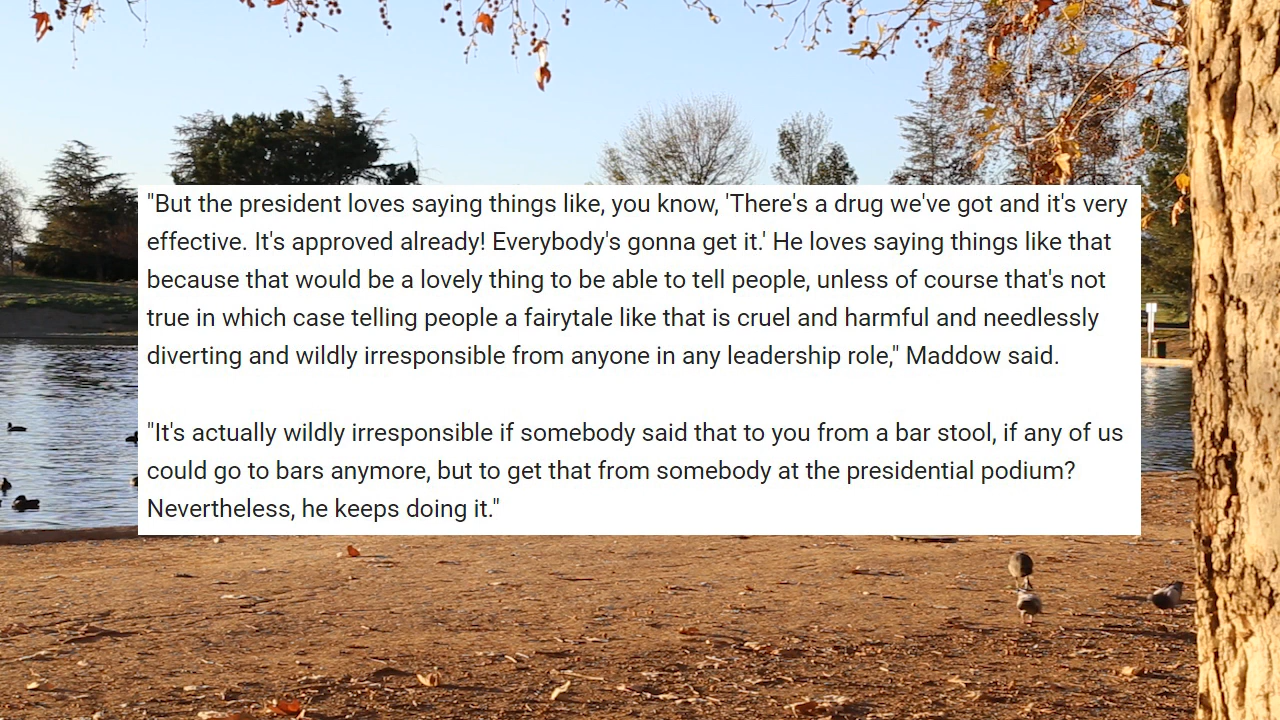 "But the president loves saying things like, you know, 'There's a drug we've got and it's very
effective. It's approved already! Everybody's gonna get it.' He loves saying things like that
because that would be a lovely thing to be able to tell people, unless of course that's not
true in which case telling people a fairytale like that is cruel and harmful and needlessly
diverting and wildly irresponsible from anyone in any leadership role," Maddow said.
"It's actually wildly irresponsible if somebody said that to you from a bar stool, if any of us
could go to bars anymore, but to get that from somebody at the presidential podium?
Nevertheless, he keeps doing it."